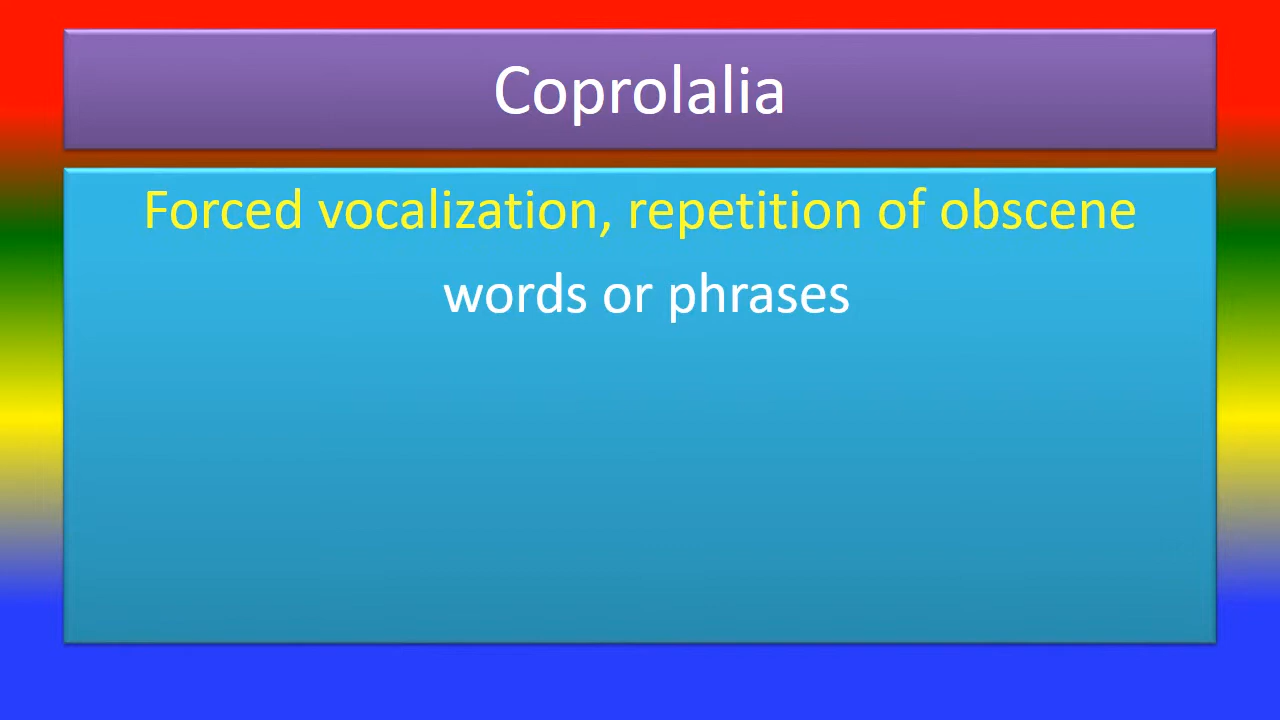 Coprolalia
Forced vocalization, repetition of obscene
words or phrases